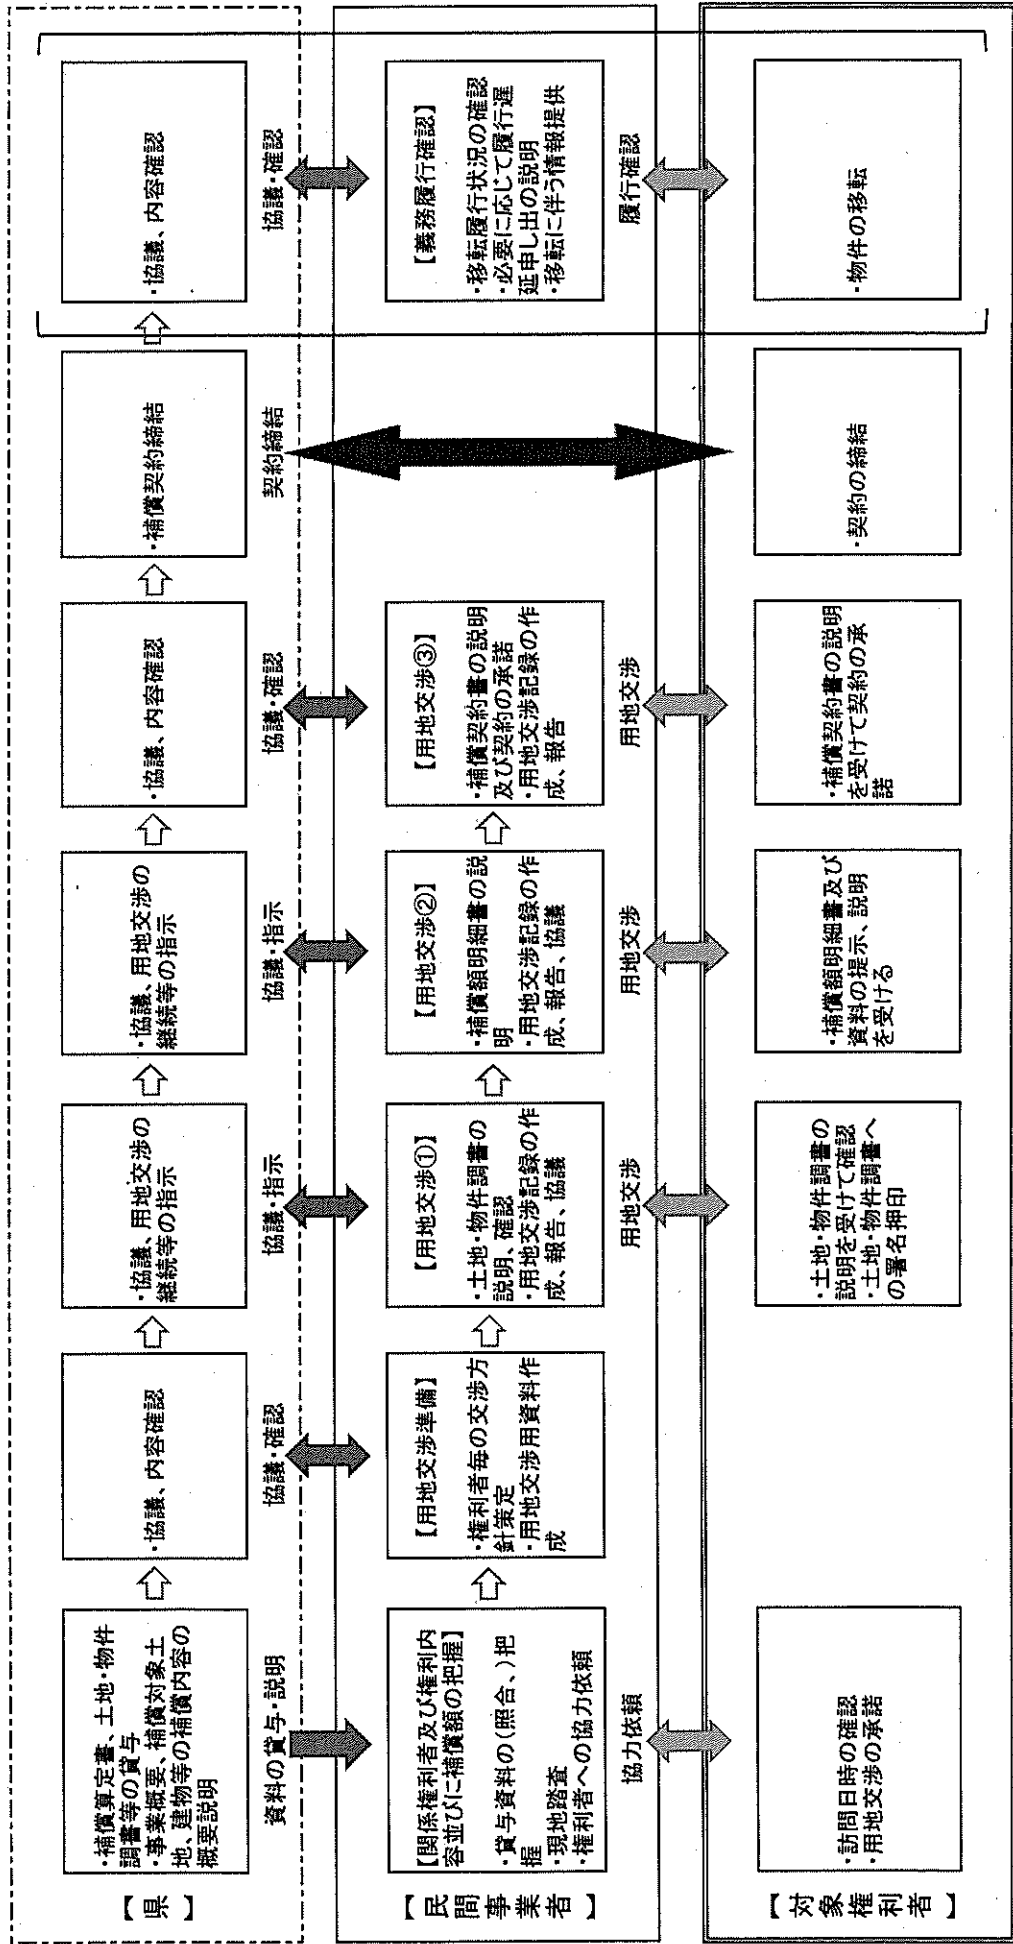 【県】
・補償算定書、土地・物件
調書等の貸与
・事業概要、補償対象土
地、建物等の補償内容の
概要説明
・協議、内容確認
・協議、用地交渉の
継続等の指示
・協議、用地交渉の
継続等の指示
・協議、内容確認
・補償契約締結
・協議、内容確認
資料の貸与・説明
協議・確認
協議・指示
協議・指示
協議・確認
契約締結
協議・確認
【民間事業者】
【関係権利者及び権利内
容並びに補償額の把握】
・貸与資料の(照合、)把
握
・現地踏査
・権利者への協力依頼
【用地交渉準備】
・権利者毎の交渉方
針策定
・用地交渉用資料作
成
【用地交渉①】
・土地・物件調書の
説明、確認
・用地交渉記録の作
成、報告、協議
【用地交渉②】
・補償額明細書の説
明
・用地交渉記録の作
成、報告、協議
【用地交渉③】
・補償契約書の説明
及び契約の承諾
・用地交渉記録の作
成、報告
【義務履行確認】
・移転履行状況の確認
・必要に応じて履行遅
延申し出の説明
・移転に伴う情報提供
協力依頼
用地交渉
用地交渉
用地交渉
履行確認
【対象権利者】
・訪問日時の確認
・用地交渉の承諾
・土地・物件調書の
説明を受けて確認
・土地・物件調書へ
の署名押印
・補償額明細書及び
資料の提示、説明
を受ける
・補償契約書の説明
を受けて契約の承
諾
・契約の締結
・物件の移転